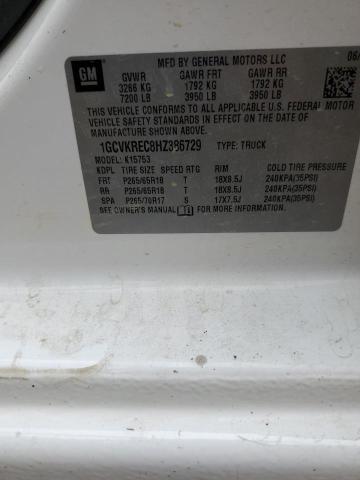 GM
MFD BY GENERAL MOTORS LLC 06/
GVWR GAWR FRT GAWR RR
3266 KG 1792 KG 1792 KG
7200 LB 3950 LB 3950 LB
THIS VEHICLE CONFORMS TO ALL APPLICABLE U.S. FEDERAL MOTOR
VEHICLE SAFETY STANDARDS IN EFFECT ON THE DATE OF
MANUFACTURE SHOWN ABOVE.
1GCVKREC8HZ386729 TYPE: TRUCK
MODEL: K15753
KDPL TIRE SIZE SPEED RTG RIM COLD TIRE PRESSURE
FRT P265/65R18 T 18X8.5J 240KPA(35PSI)
RR P265/65R18 T 18X8.5J 240KPA(35PSI)
SPA P265/70R17 S 17X7.5J 240KPA(35PSI)
SEE OWNER'S MANUAL FOR MORE INFORMATION.